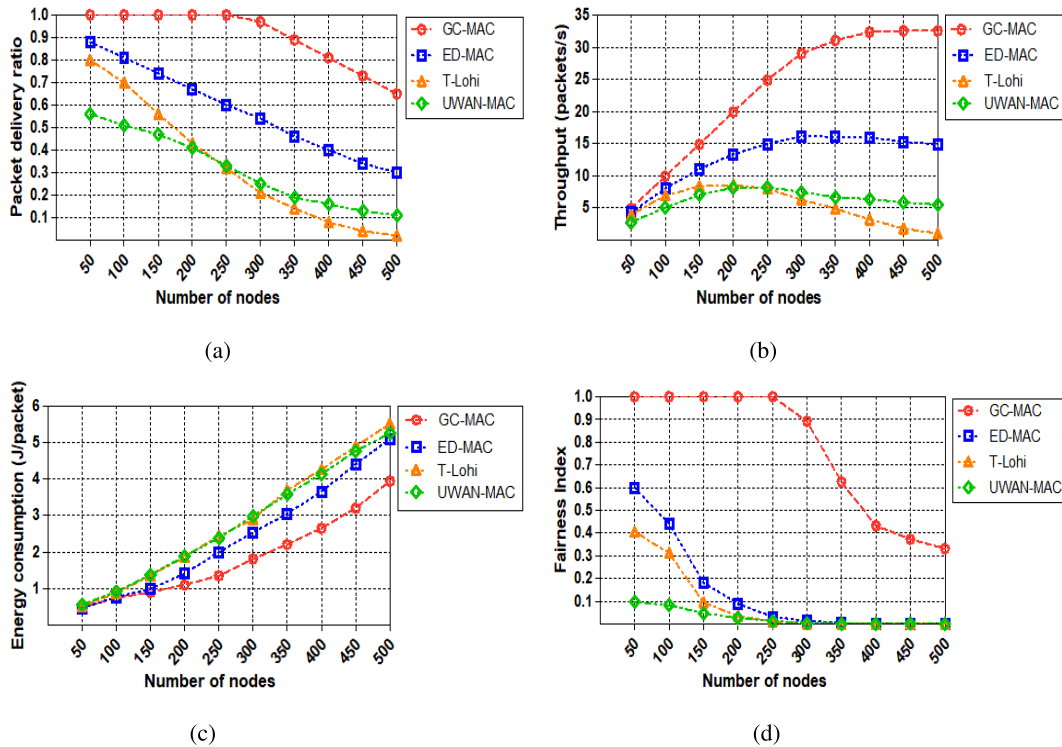 1.0
0.9
0.8
0.7
0.6
0.5
0.4
0.3
0.2
0.1
Packet delivery ratio
50 100 150 200 250 300 350 400 450 500
Number of nodes
GC-MAC
ED-MAC
T-Lohi
UWAN-MAC
(a)
35
30
25
20
15
10
5
Throughput (packets/s)
50 100 150 200 250 300 350 400 450 500
Number of nodes
GC-MAC
ED-MAC
T-Lohi
UWAN-MAC
(b)
6
5
4
3
2
1
Energy consumption (J/packet)
50 100 150 200 250 300 350 400 450 500
Number of nodes
GC-MAC
ED-MAC
T-Lohi
UWAN-MAC
(c)
1.0
0.9
0.8
0.7
0.6
0.5
0.4
0.3
0.2
0.1
Fairness Index
50 100 150 200 250 300 350 400 450 500
Number of nodes
GC-MAC
ED-MAC
T-Lohi
UWAN-MAC
(d)